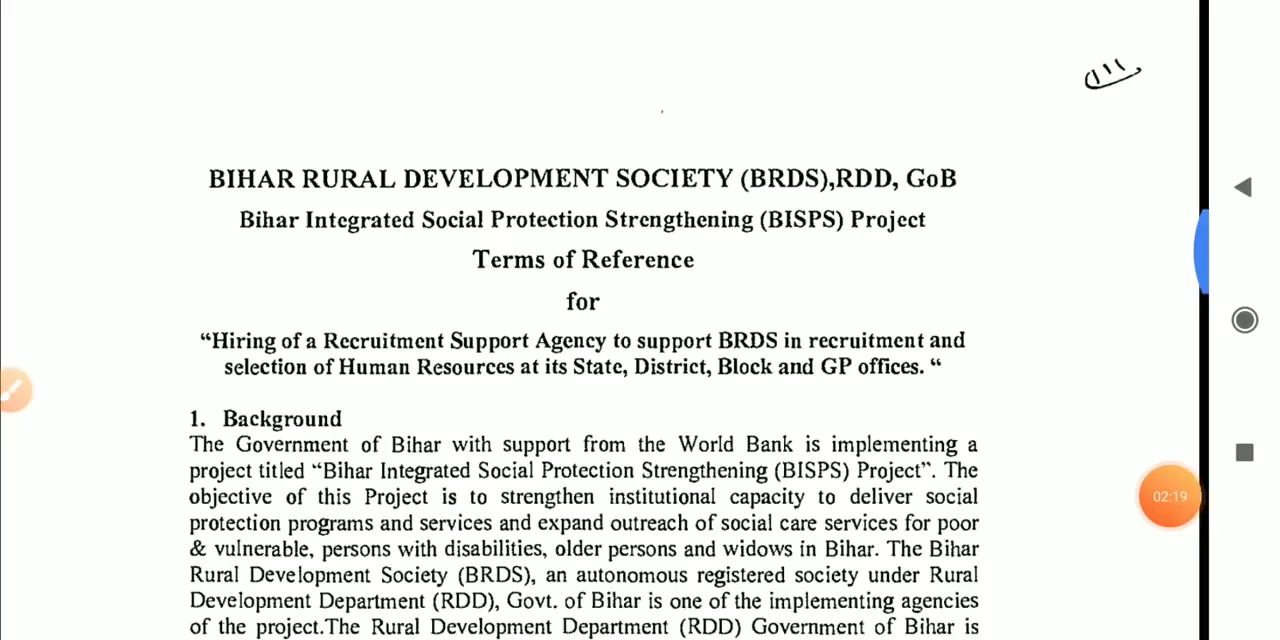 BIHAR RURAL DEVELOPMENT SOCIETY (BRDS),RDD, GoB
Bihar Integrated Social Protection Strengthening (BISPS) Project
Terms of Reference
for
“Hiring of a Recruitment Support Agency to support BRDS in recruitment and
selection of Human Resources at its State, District, Block and GP offices. “
1. Background
The Government of Bihar with support from the World Bank is implementing a
project titled “Bihar Integrated Social Protection Strengthening (BISPS) Project”. The
objective of this Project is to strengthen institutional capacity to deliver social
protection programs and services and expand outreach of social care services for poor
& vulnerable, persons with disabilities, older persons and widows in Bihar. The Bihar
Rural Development Society (BRDS), an autonomous registered society under Rural
Development Department (RDD), Govt. of Bihar is one of the implementing agencies
of the project.The Rural Development Department (RDD) Government of Bihar is
02:19